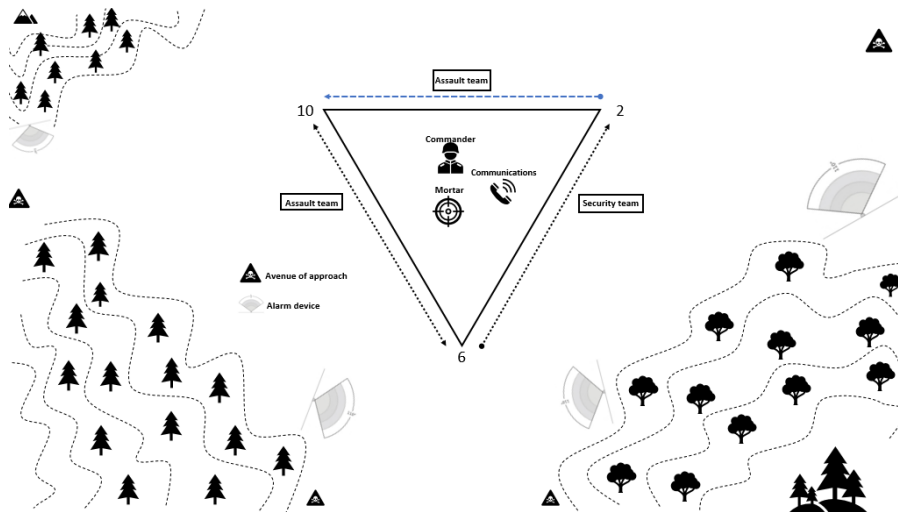 Assault team
10
2
Commander
Communications
Mortar
Assault team
Security team
Avenue of approach
Alarm device
6